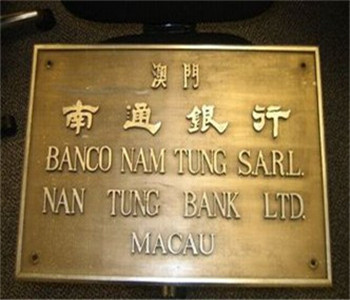 澳門
南通銀行
BANCO NAM TUNG S.A.R.L.
NAN TUNG BANK LTD.
MACAU